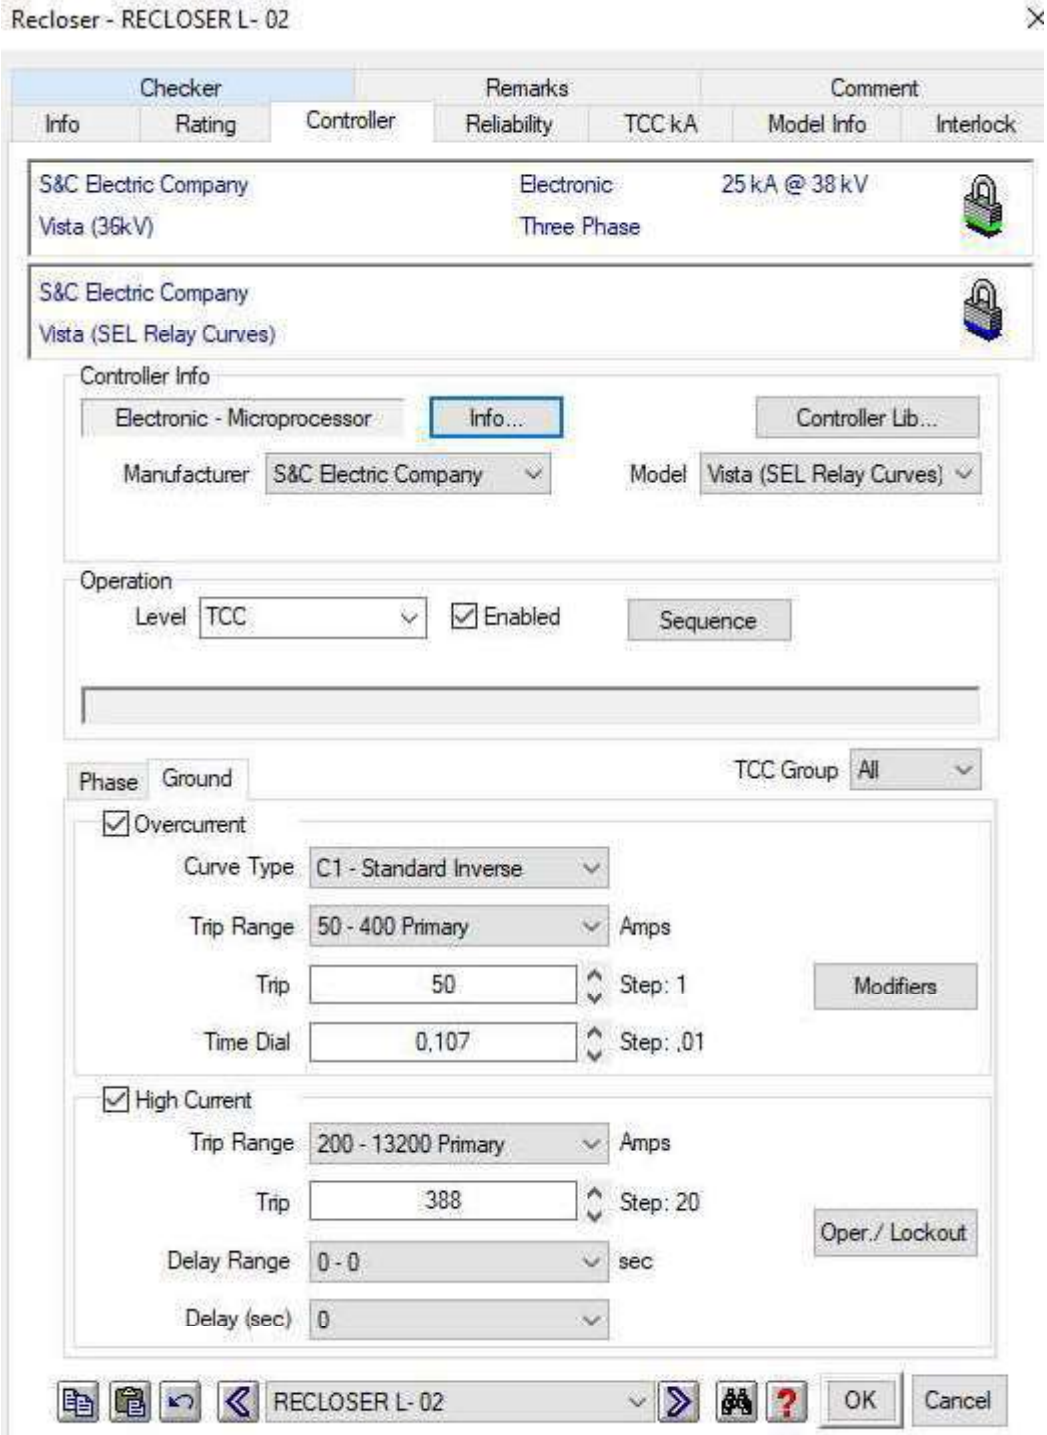 Recloser - RECLOSER L- 02
Checker Remarks Comment
Info Rating Controller Reliability TCC kA Model Info Interlock
S&C Electric Company Electronic 25 kA @ 38 kV
Vista (36kV) Three Phase
S&C Electric Company
Vista (SEL Relay Curves)
Controller Info
Electronic - Microprocessor Info... Controller Lib...
Manufacturer S&C Electric Company Model Vista (SEL Relay Curves)
Operation
Level TCC Enabled Sequence
Phase Ground TCC Group All
Overcurrent
Curve Type C1 - Standard Inverse
Trip Range 50 - 400 Primary Amps
Trip 50 Step: 1 Modifiers
Time Dial 0,107 Step: ,01
High Current
Trip Range 200 - 13200 Primary Amps
Trip 388 Step: 20
Oper./ Lockout
Delay Range 0 - 0 sec
Delay (sec) 0
RECLOSER L- 02 ? OK Cancel